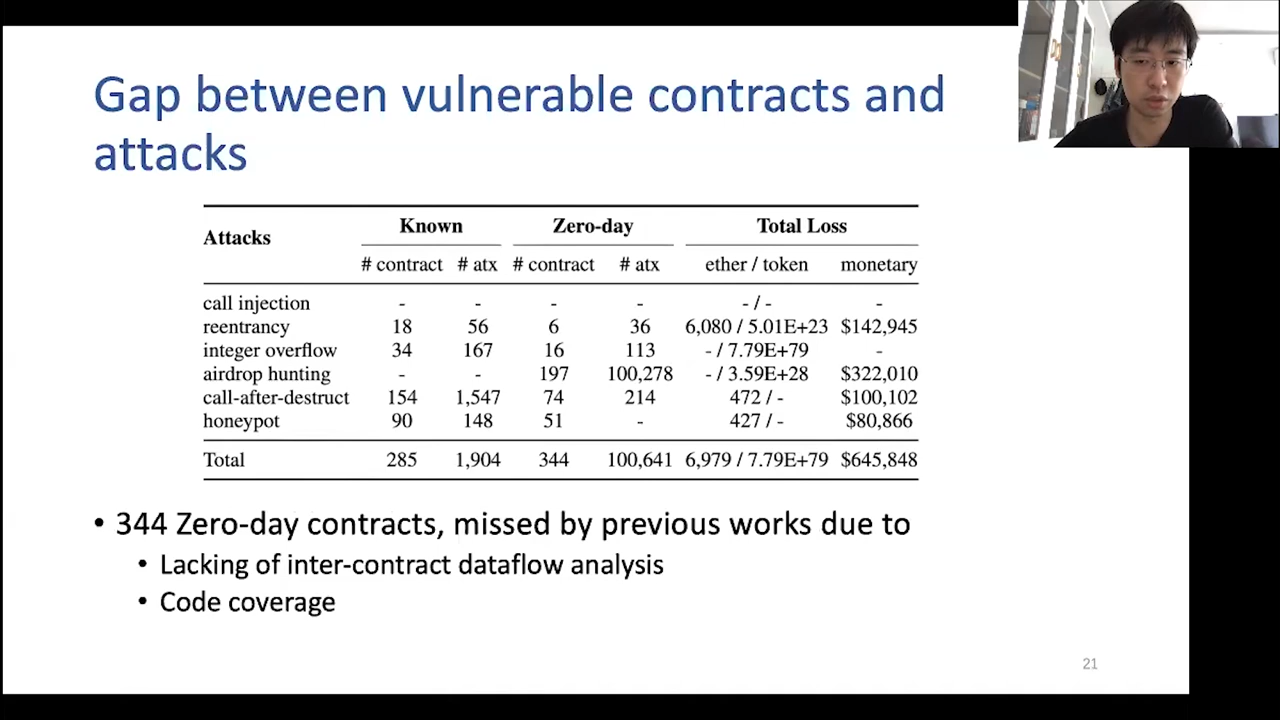 Gap between vulnerable contracts and
attacks
Attacks Known Zero-day Total Loss
# contract # atx # contract # atx ether / token monetary
call injection - - - - - / - -
reentrancy 18 56 6 36 6,080 / 5.01E+23 $142,945
integer overflow 34 167 16 113 - / 7.79E+79 -
airdrop hunting - - 197 100,278 - / 3.59E+28 $322,010
call-after-destruct 154 1,547 74 214 472 / - $100,102
honeypot 90 148 51 - 427 / - $80,866
Total 285 1,904 344 100,641 6,979 / 7.79E+79 $645,848
• 344 Zero-day contracts, missed by previous works due to
• Lacking of inter-contract dataflow analysis
• Code coverage
21